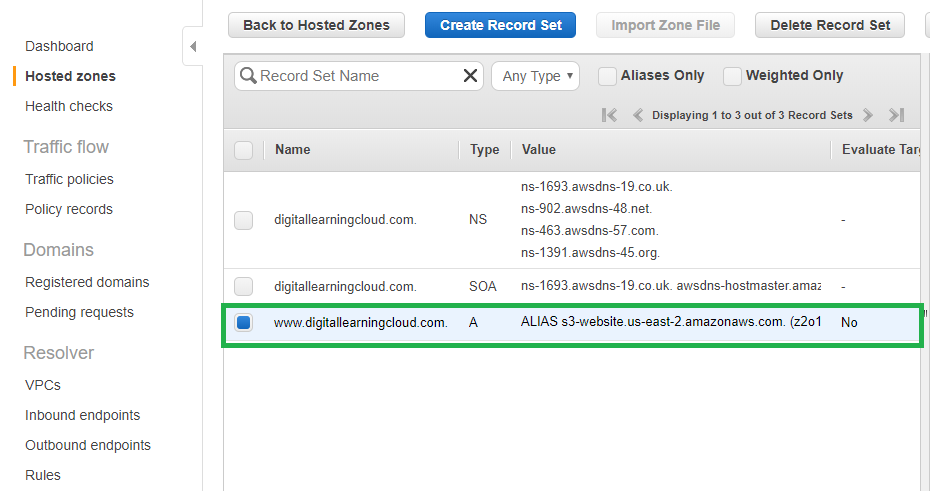 Back to Hosted Zones Create Record Set Import Zone File Delete Record Set
Dashboard
Hosted zones
Health checks
Traffic flow
Traffic policies
Policy records
Domains
Registered domains
Pending requests
Resolver
VPCs
Inbound endpoints
Outbound endpoints
Rules
Record Set Name Any Type Aliases Only Weighted Only
Displaying 1 to 3 out of 3 Record Sets
Name Type Value Evaluate Tar
digitallearningcloud. com. NS
ns-1693.awsdns-19.co.uk.
ns-902.awsdns-48.net.
ns-463.awsdns-57.com.
ns-1391.awsdns-45.org.
-
digitallearningcloud.com. SOA ns-1693.awsdns-19.co.uk. awsdns-hostmaster.amaz -
www.digitallearningcloud.com. A ALIAS s3-website.us-east-2.amazonaws.com. (z2o1 No